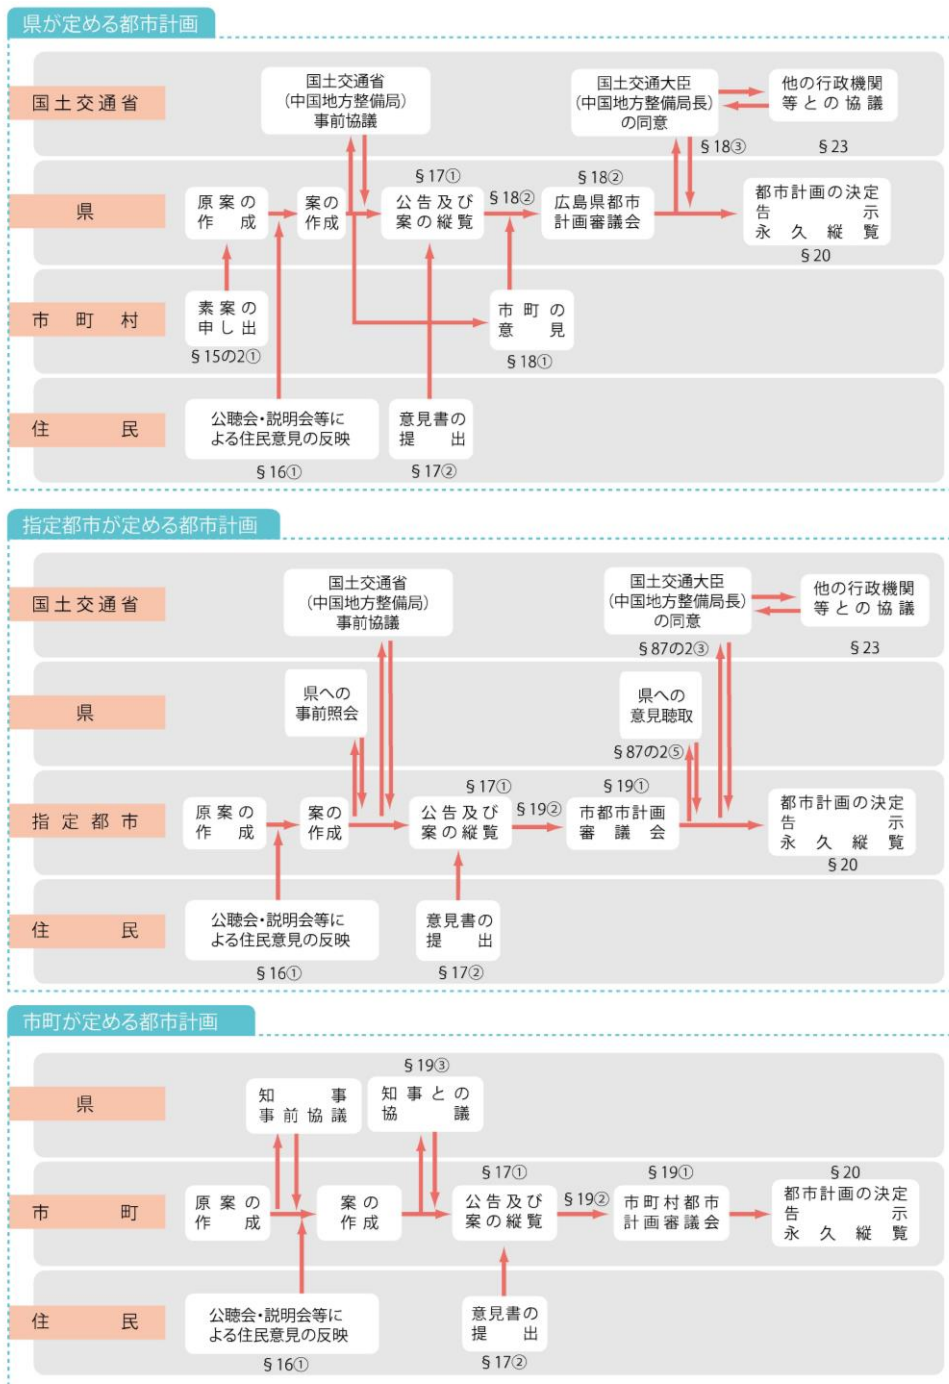 県が定める都市計画
国土交通省
国土交通省
(中国地方整備局)
事前協議
国土交通大臣
(中国地方整備局長)
の同意
他の行政機関
等との協議
§18③
§23
県
原案の
作成
案の
作成
§17①
公告及び
案の縦覧
§18②
§18②
広島県都市
計画審議会
都市計画の決定
告示
永久縦覧
§20
市町村
素案の
申し出
§15の2①
市町の
意見
§18①
住民
公聴会・説明会等に
よる住民意見の反映
§16①
意見書の
提出
§17②
指定都市が定める都市計画
国土交通省
国土交通省
(中国地方整備局)
事前協議
国土交通大臣
(中国地方整備局長)
の同意
§87の2③
他の行政機関
等との協議
§23
県
県への
事前照会
県への
意見聴取
§87の2⑤
指定都市
原案の
作成
案の
作成
§17①
公告及び
案の縦覧
§19②
§19①
市都市計画
審議会
都市計画の決定
告示
永久縦覧
§20
住民
公聴会・説明会等に
よる住民意見の反映
§16①
意見書の
提出
§17②
市町が定める都市計画
県
知事
事前協議
§19③
知事との
協議
市町
原案の
作成
案の
作成
§17①
公告及び
案の縦覧
§19②
§19①
市町村都市
計画審議会
§20
都市計画の決定
告示
永久縦覧
住民
公聴会・説明会等に
よる住民意見の反映
§16①
意見書の
提出
§17②